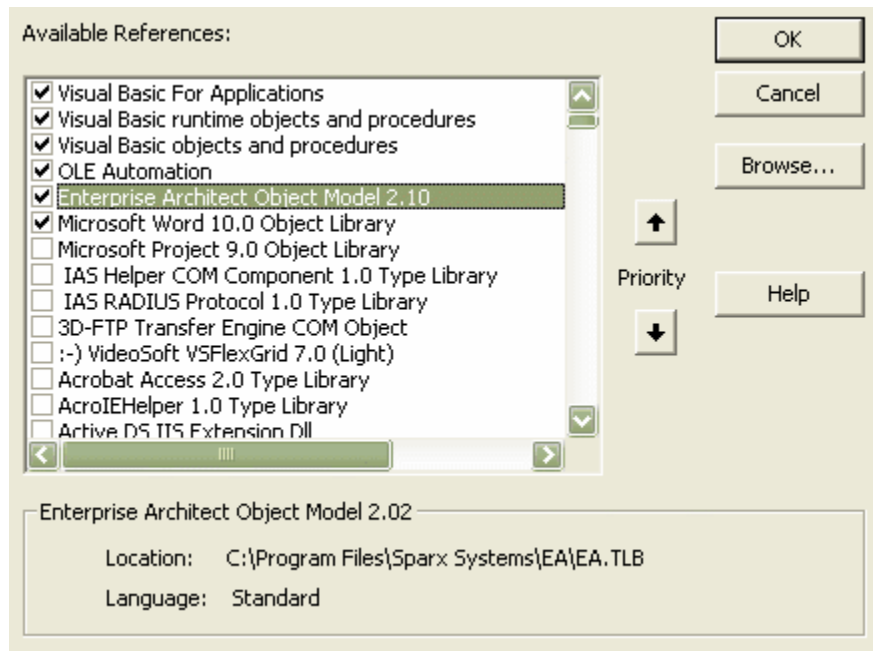 Available References:
OK
Cancel
Browse...
Help
Visual Basic For Applications
Visual Basic runtime objects and procedures
Visual Basic objects and procedures
OLE Automation
Enterprise Architect Object Model 2.10
Microsoft Word 10.0 Object Library
Microsoft Project 9.0 Object Library
IAS Helper COM Component 1.0 Type Library
IAS RADIUS Protocol 1.0 Type Library
3D-FTP Transfer Engine COM Object
:-) VideoSoft VSFlexGrid 7.0 (Light)
Acrobat Access 2.0 Type Library
AcroIEHelper 1.0 Type Library
Active DS IIS Extension Dll
Priority
Enterprise Architect Object Model 2.02
Location: C:\Program Files\Sparx Systems\EA\EA.TLB
Language: Standard